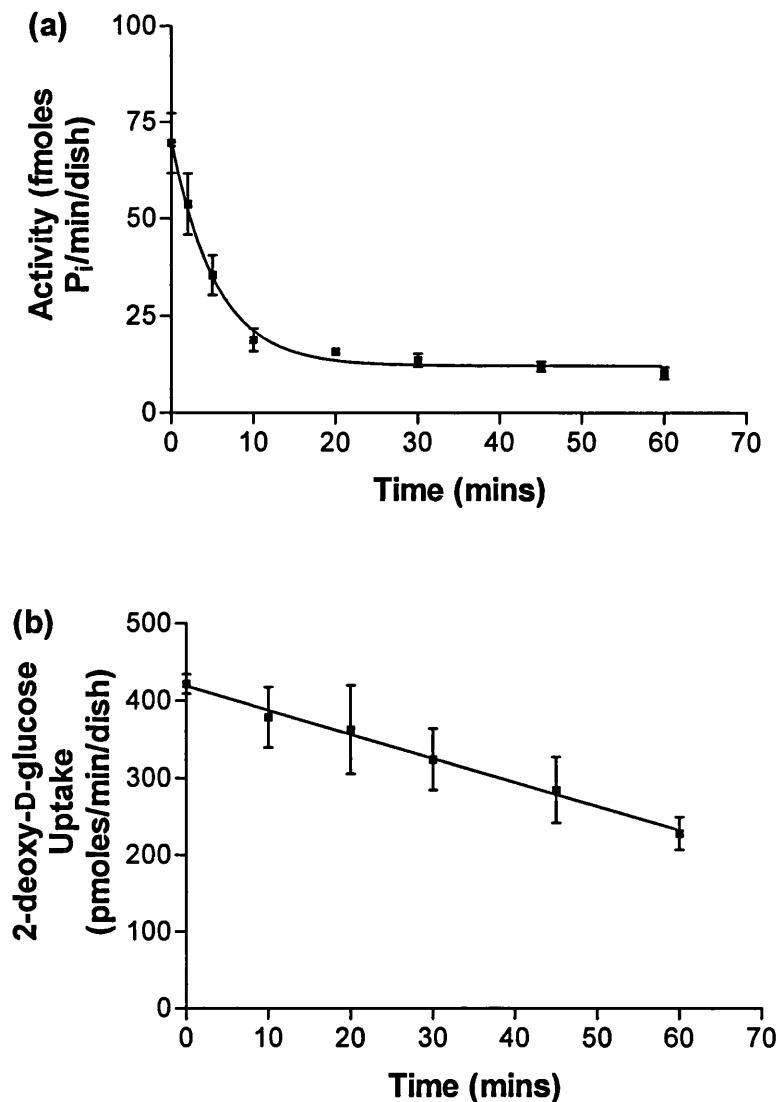 (a)
Activity (fmoles
Pi/min/dish)
100
75
50
25
0
0 10 20 30 40 50 60 70
Time (mins)
(b)
2-deoxy-D-glucose
Uptake
(pmoles/min/dish)
500
400
300
200
100
0
0 10 20 30 40 50 60 70
Time (mins)